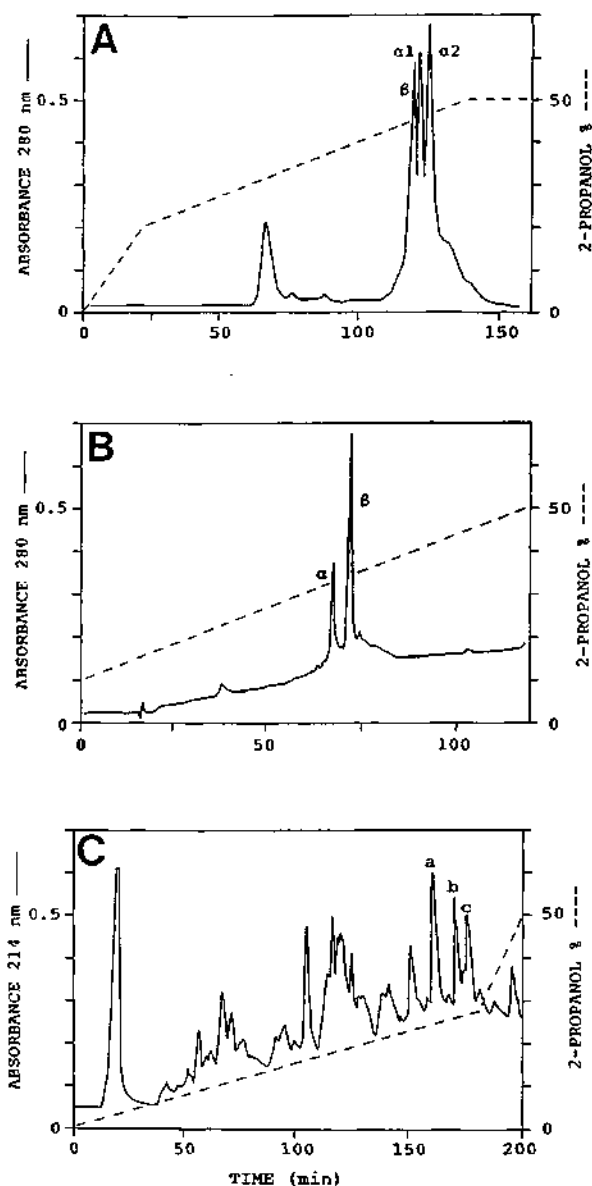 A
α1
α2
β
0.5
0
50
0
ABSORBANCE 280 nm
2-PROPANOL %
0
50
100
150
B
α
β
0.5
0
50
0
ABSORBANCE 280 nm
2-PROPANOL %
0
50
100
C
a
b
c
0.5
0
50
0
ABSORBANCE 214 nm
2-PROPANOL %
0
50
100
150
200
TIME (min)